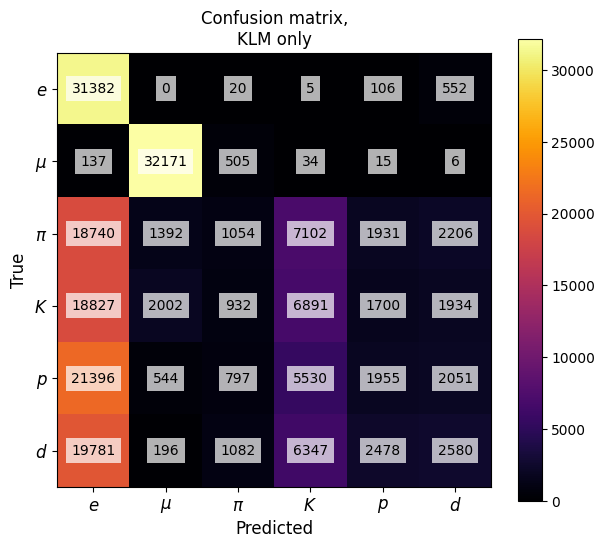 Confusion matrix,
KLM only
True
e 31382 0 20 5 106 552
μ 137 32171 505 34 15 6
π 18740 1392 1054 7102 1931 2206
K 18827 2002 932 6891 1700 1934
p 21396 544 797 5530 1955 2051
d 19781 196 1082 6347 2478 2580
e μ π K p d
Predicted
30000
25000
20000
15000
10000
5000
0